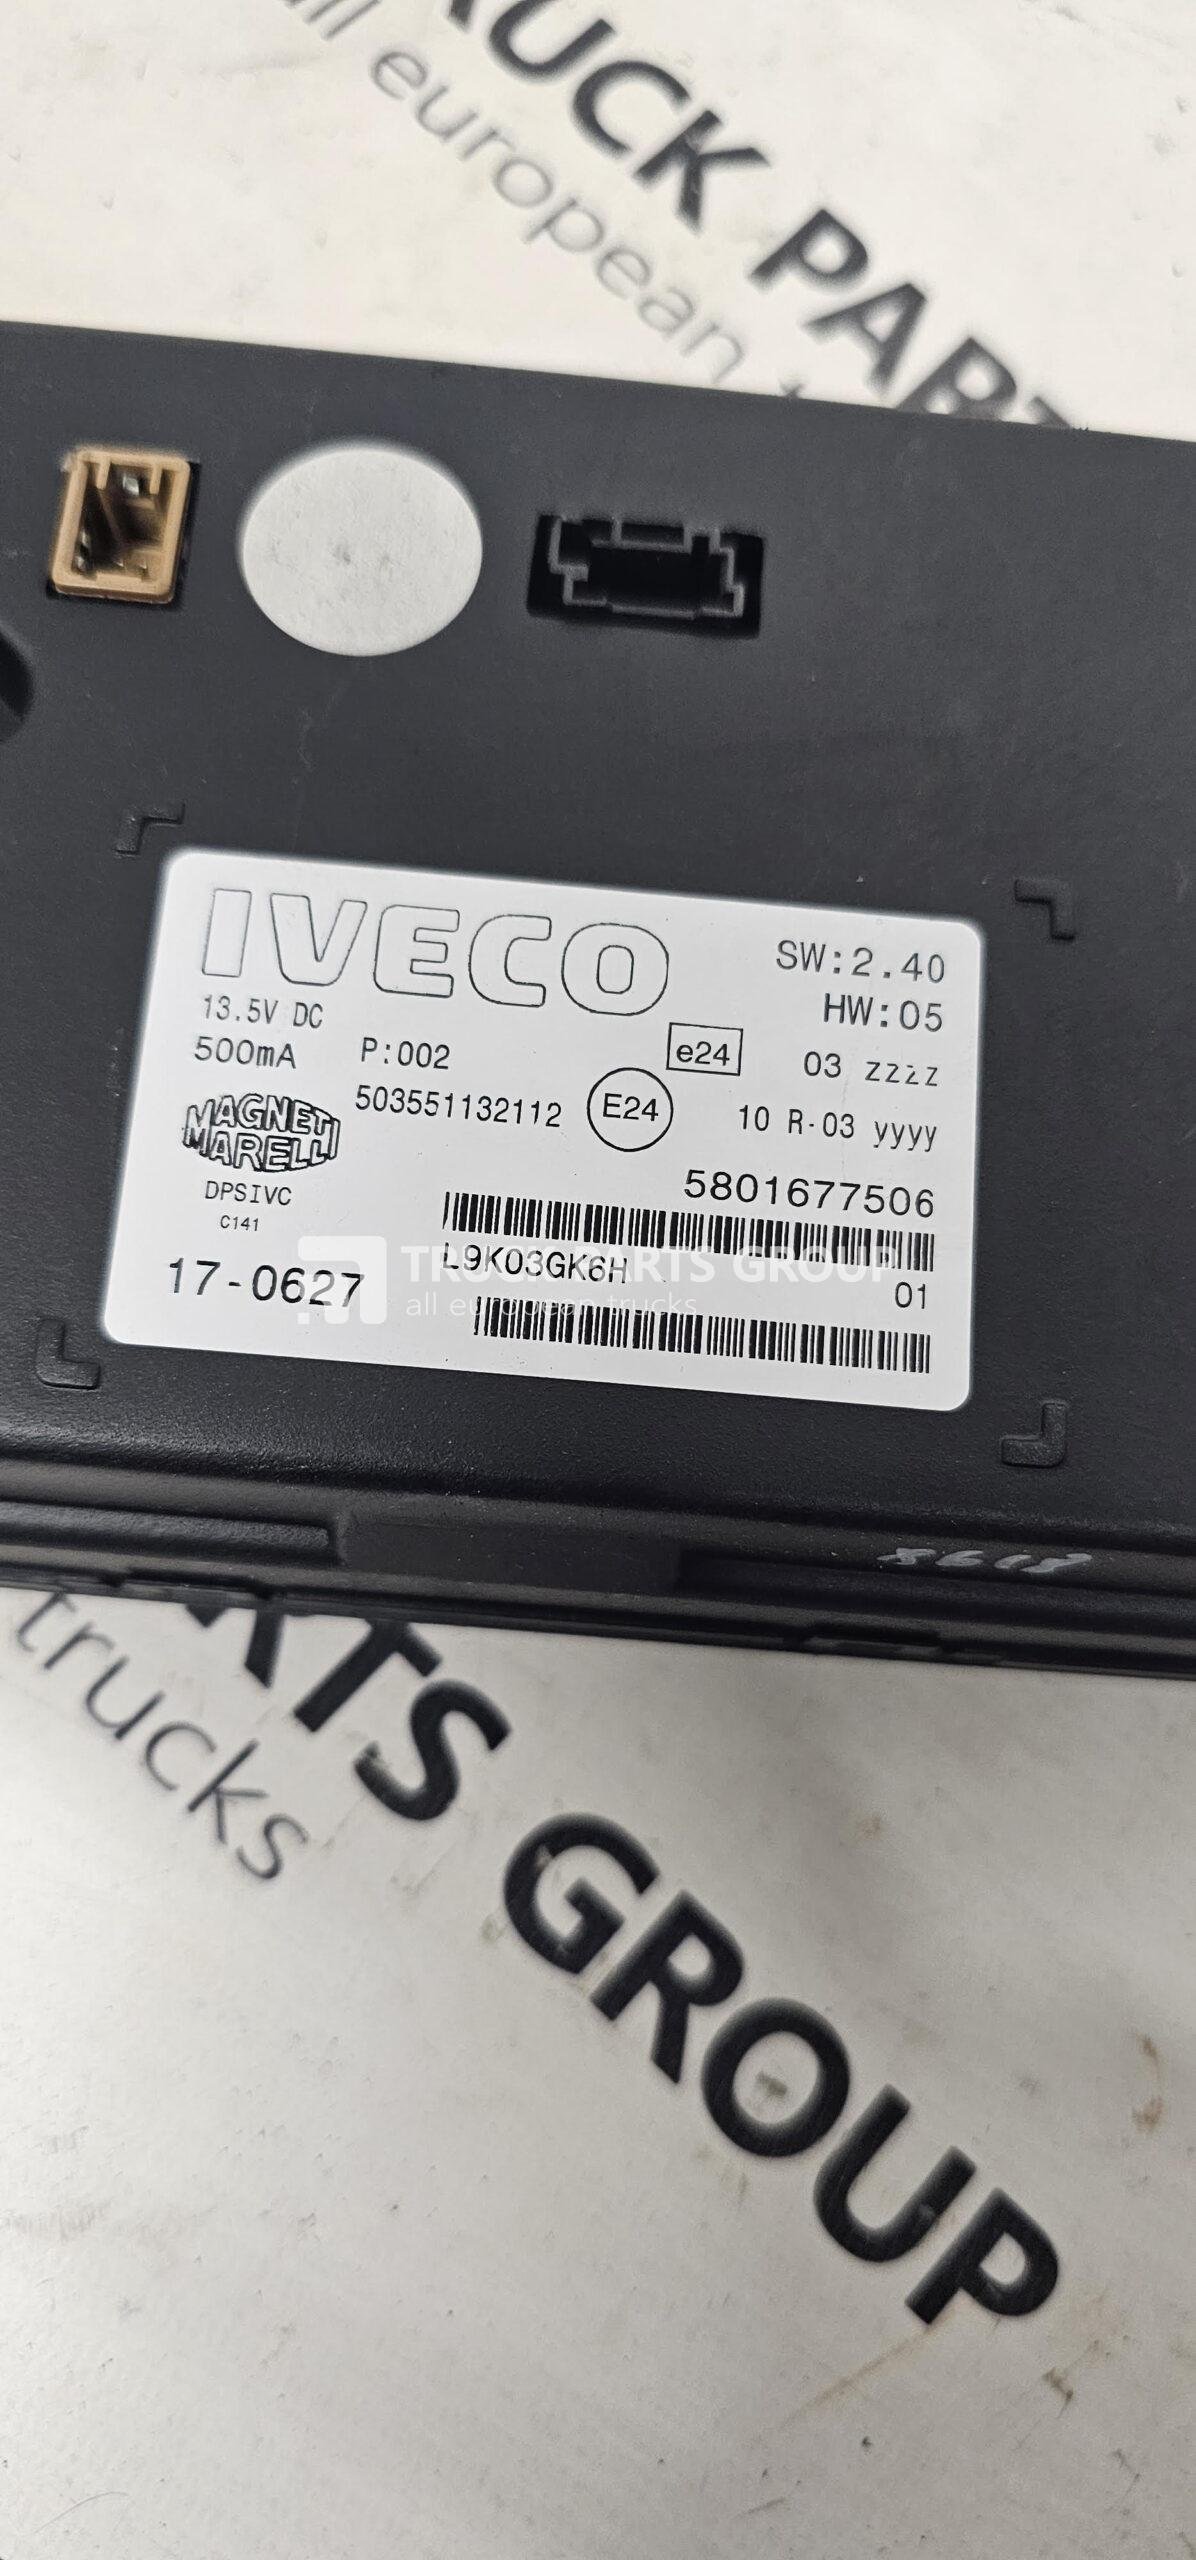 RUCK PART
all european t
IVECO
SW:2.40
HW:05
13.5V DC
500mA
P:002
e24
03 zzzz
503551132112
E24
10 R-03 yyyy
MAGNETI
MARELLI
DPSIVC
C141
5801677506
L9K03GK6H
01
17-0627
TRUCK PARTS GROUP
all european trucks
RTS GROUP
trucks